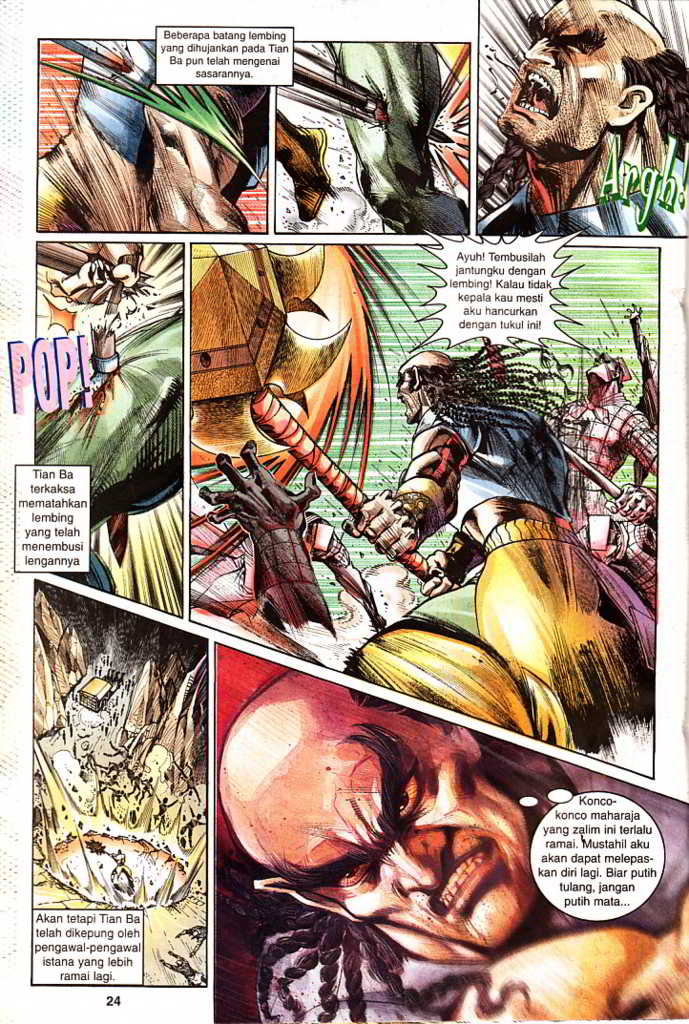 Beberapa batang lembing
yang dihujankan pada Tian
Ba pun telah mengenai
sasarannya.
Argh!
POP!
Tian Ba
terkaksa
mematahkan
lembing
yang telah
menembusi
lengannya
Ayuh! Tembusilah
jantungku dengan
lembing! Kalau tidak
kepala kau mesti
aku hancurkan
dengan tukul ini!
Akan tetapi Tian Ba
telah dikepung oleh
pengawal-pengawal
istana yang lebih
ramai lagi.
Konco-
konco maharaja
yang zalim ini terlalu
ramai. Mustahil aku
akan dapat melepas-
kan diri lagi. Biar putih
tulang, jangan
putih mata...
24